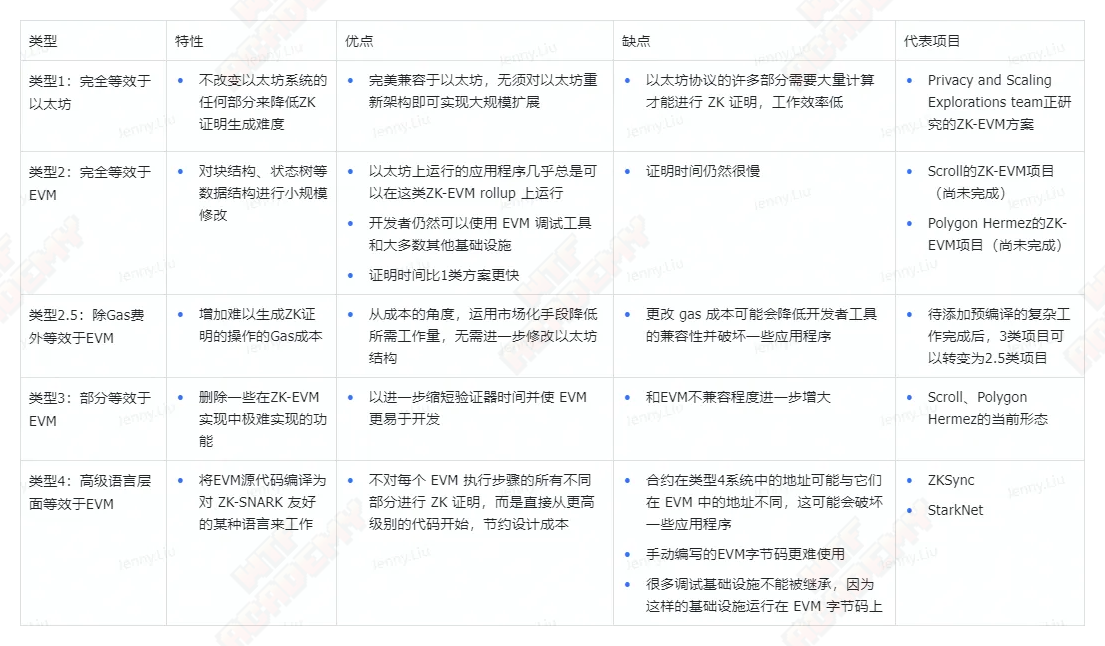 类型
特性
优点
缺点
代表项目
类型1：完全等效于
以太坊
不改变以太坊系统的
任何部分来降低ZK
证明生成难度
完美兼容于以太坊，无须对以太坊重
新架构即可实现大规模扩展
以太坊协议的许多部分需要大量计算
才能进行 ZK 证明，工作效率低
Privacy and Scaling
Explorations team正研
究的ZK-EVM方案
类型2：完全等效于
EVM
对块结构、状态树等
数据结构进行小规模
修改
以太坊上运行的应用程序几乎总是可
以在这类ZK-EVM rollup 上运行
开发者仍然可以使用 EVM 调试工具
和大多数其他基础设施
证明时间比1类方案更快
证明时间仍然很慢
Scroll的ZK-EVM项目
（尚未完成）
Polygon Hermez的ZK-
EVM项目（尚未完成）
类型2.5：除Gas费
外等效于EVM
增加难以生成ZK证
明的操作的Gas成本
从成本的角度，运用市场化手段降低
所需工作量，无需进一步修改以太坊
结构
更改 gas 成本可能会降低开发者工具
的兼容性并破坏一些应用程序
待添加预编译的复杂工
作完成后，3类项目可
以转变为2.5类项目
类型3：部分等效于
EVM
删除一些在ZK-EVM
实现中极难实现的功
能
以进一步缩短验证器时间并使 EVM
更易于开发
和EVM不兼容程度进一步增大
Scroll、Polygon
Hermez的当前形态
类型4：高级语言层
面等效于EVM
将EVM源代码编译为
对 ZK-SNARK 友好
的某种语言来工作
不对每个 EVM 执行步骤的所有不同
部分进行 ZK 证明，而是直接从更高
级别的代码开始，节约设计成本
合约在类型4系统中的地址可能与它们
在 EVM 中的地址不同，这可能会破坏
一些应用程序
手动编写的EVM字节码更难使用
很多调试基础设施不能被继承，因为
这样的基础设施运行在 EVM 字节码上
ZKSync
StarkNet
Jenny.Liu
WTF
ACADEMY